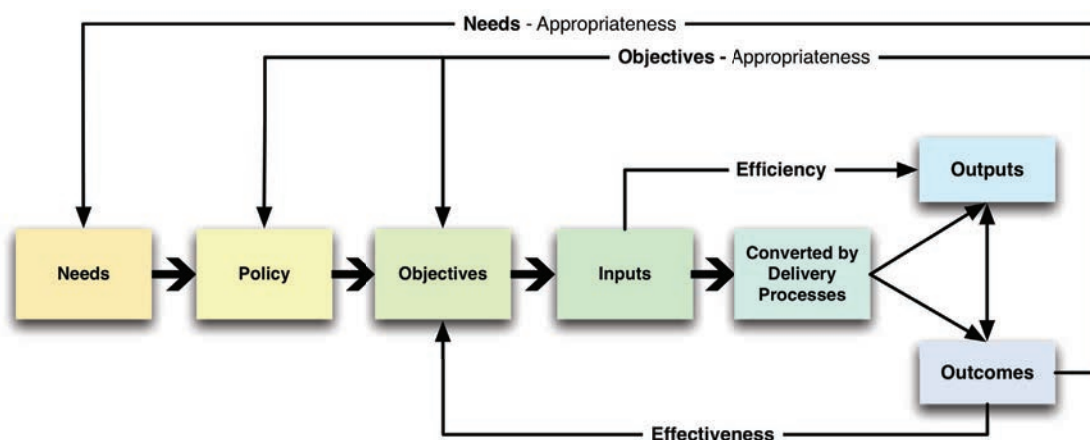 Needs - Appropriateness
Objectives - Appropriateness
Efficiency
Outputs
Needs
Policy
Objectives
Inputs
Converted by
Delivery
Processes
Outcomes
Effectiveness